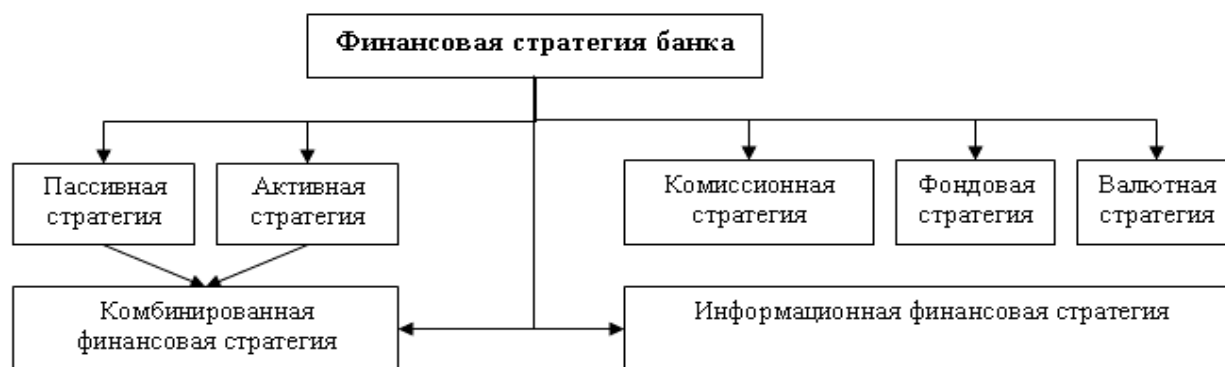 Финансовая стратегия банка
Пассивная
стратегия
Активная
стратегия
Комиссионная
стратегия
Фондовая
стратегия
Валютная
стратегия
Комбинированная
финансовая стратегия
Информационная финансовая стратегия